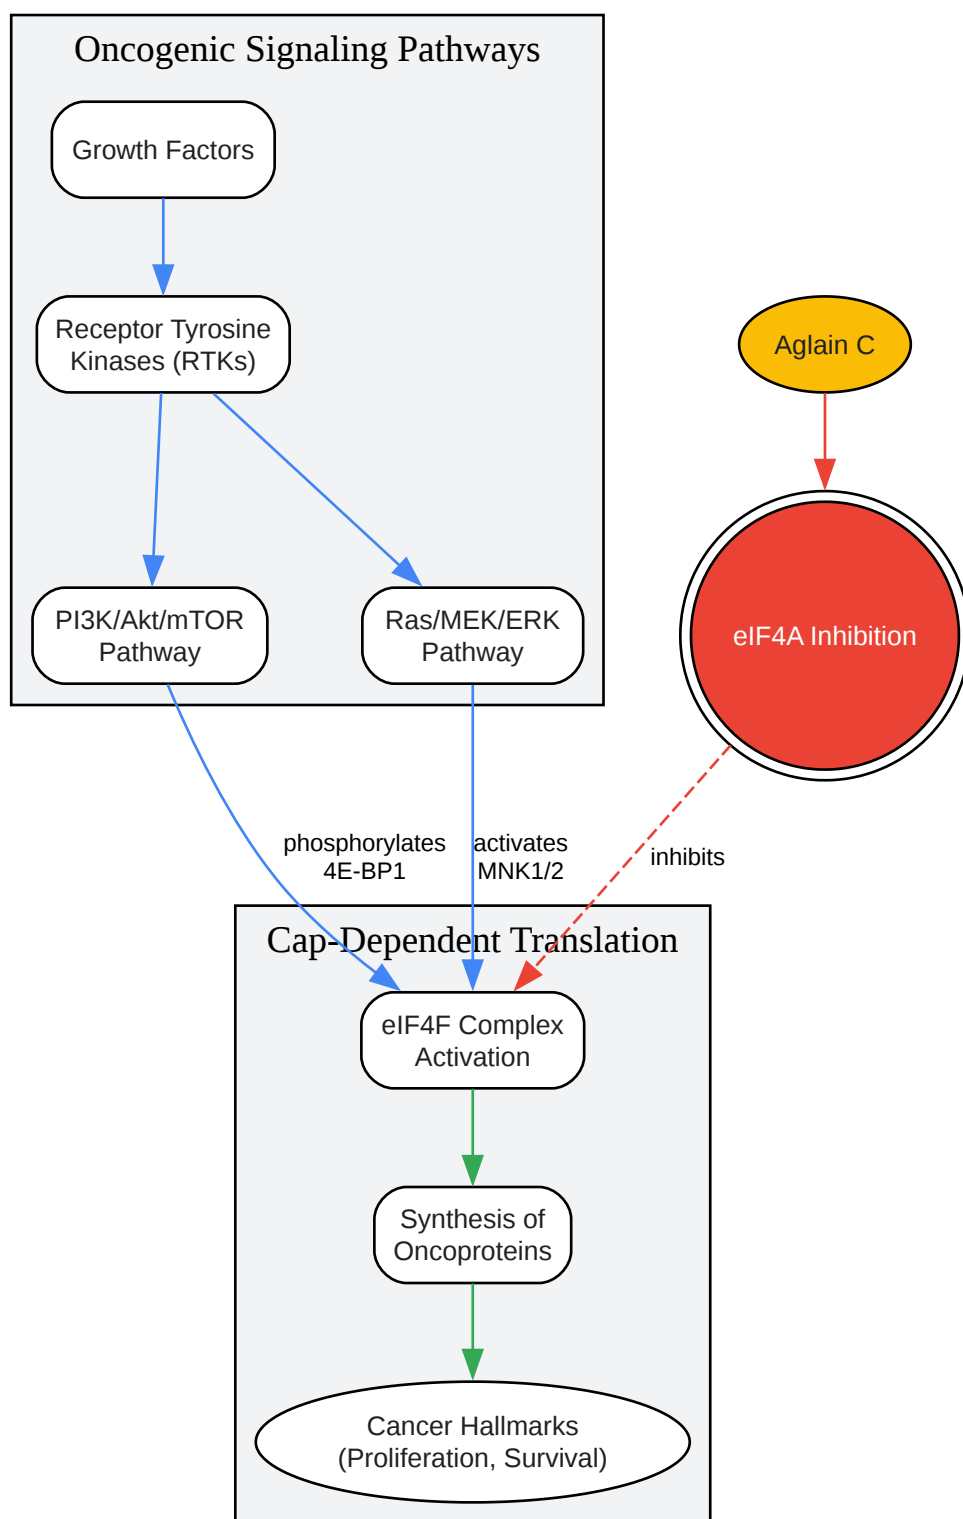 Oncogenic Signaling Pathways
Growth Factors
Receptor Tyrosine
Kinases (RTKs)
Aglain C
PI3K/Akt/mTOR
Pathway
Ras/MEK/ERK
Pathway
eIF4A Inhibition
phosphorylates
4E-BP1
activates
MNK1/2
inhibits
Cap-Dependent Translation
eIF4F Complex
Activation
Synthesis of
Oncoproteins
Cancer Hallmarks
(Proliferation, Survival)